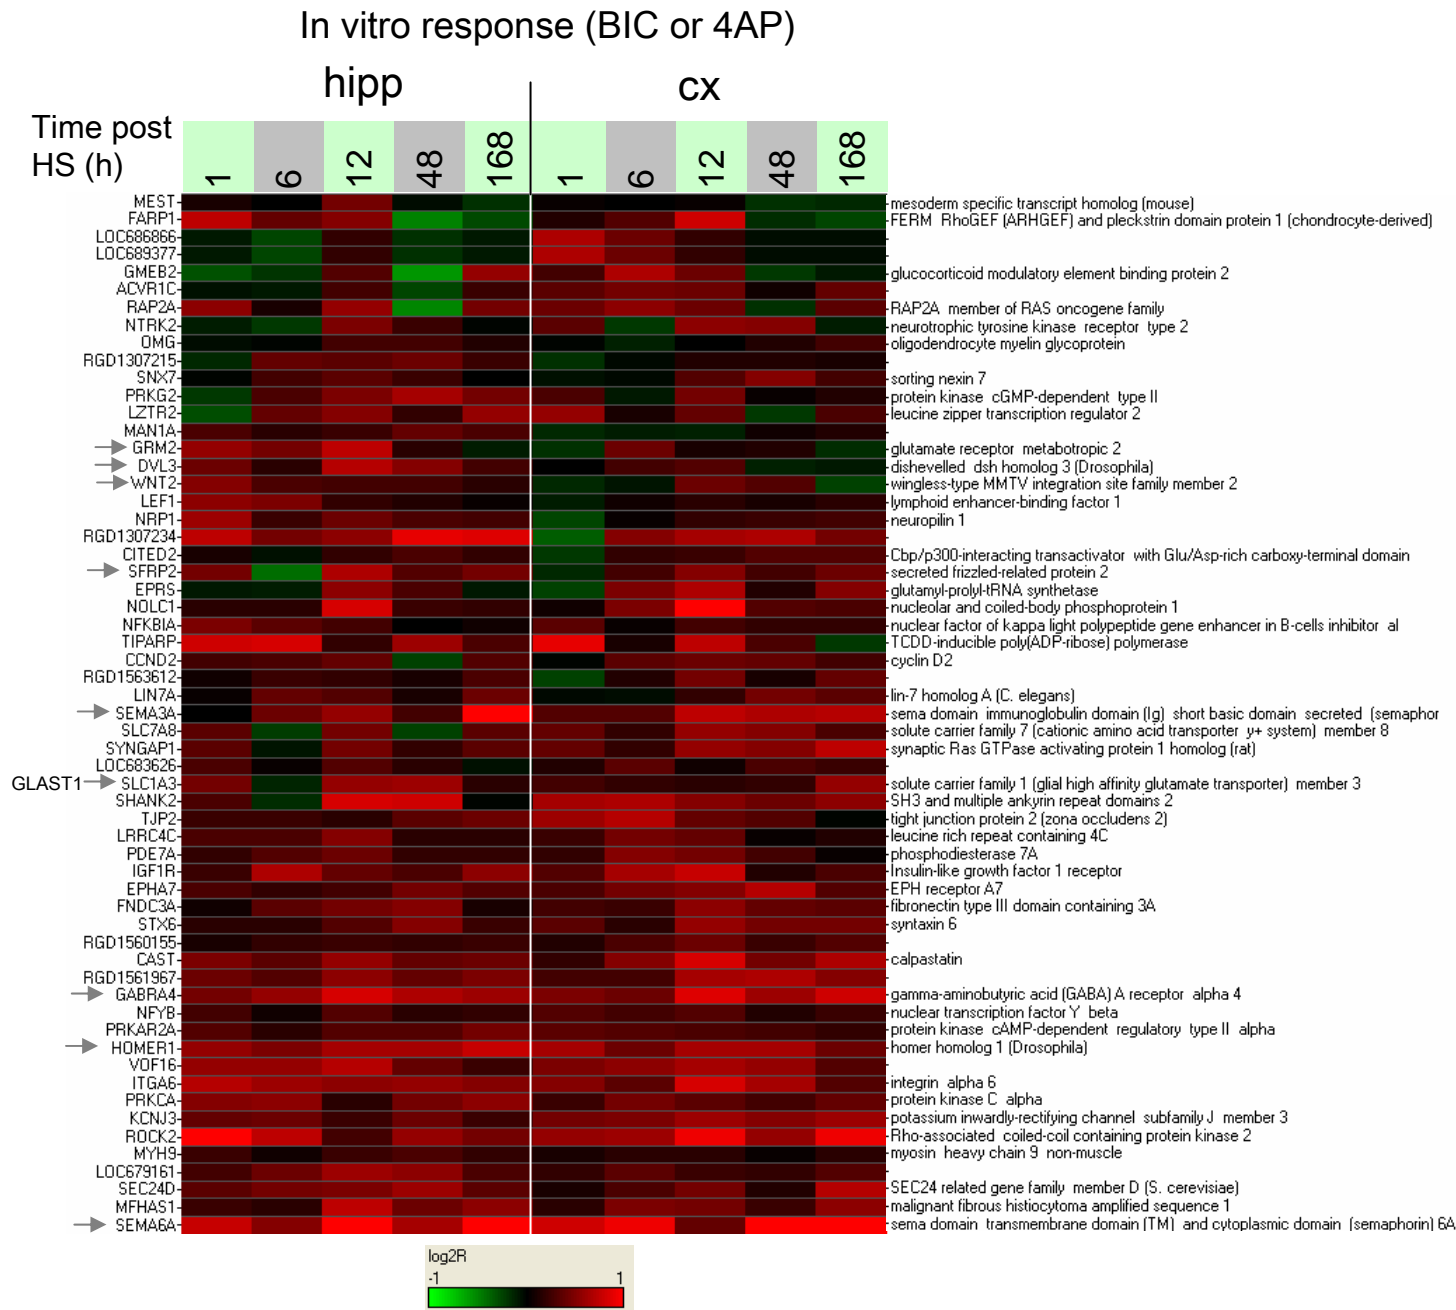 In vitro response (BIC or 4AP)
hipp cx
Time post
HS (h)
1 6 12 48 168 1 6 12 48 168
MEST mesoderm specific transcript homolog (mouse)
FARP1 FERM RhoGEF (ARHGEF) and pleckstrin domain protein 1 (chondrocyte-derived)
LOC686866
LOC689377
GMEB2 glucocorticoid modulatory element binding protein 2
ACVR1C
RAP2A RAP2A member of RAS oncogene family
NTRK2 neurotrophic tyrosine kinase receptor type 2
OMG oligodendrocyte myelin glycoprotein
RGD1307215
SNX7 sorting nexin 7
PRKG2 protein kinase cGMP-dependent type II
LZTR2 leucine zipper transcription regulator 2
MAN1A
GRM2 glutamate receptor metabotropic 2
DVL3 dishevelled dsh homolog 3 (Drosophila)
WNT2 wingless-type MMTV integration site family member 2
LEF1 lymphoid enhancer-binding factor 1
NRP1 neuropilin 1
RGD1307234
CITED2 Cbp/p300-interacting transactivator with Glu/Asp-rich carboxy-terminal domain
SFRP2 secreted frizzled-related protein 2
EPRS glutamyl-prolyl-tRNA synthetase
NOLC1 nucleolar and coiled-body phosphoprotein 1
NFKBIA nuclear factor of kappa light polypeptide gene enhancer in B-cells inhibitor al
TIPARP TCDD-inducible poly(ADP-ribose) polymerase
CCND2 cyclin D2
RGD1563612
LIN7A lin-7 homolog A (C. elegans)
SEMA3A sema domain immunoglobulin domain (Ig) short basic domain secreted (semaphor
SLC7A8 solute carrier family 7 (cationic amino acid transporter y+ system) member 8
SYNGAP1 synaptic Ras GTPase activating protein 1 homolog (rat)
LOC683626
GLAST1 SLC1A3 solute carrier family 1 (glial high affinity glutamate transporter) member 3
SHANK2 SH3 and multiple ankyrin repeat domains 2
TJP2 tight junction protein 2 (zona occludens 2)
LRRC4C leucine rich repeat containing 4C
PDE7A phosphodiesterase 7A
IGF1R Insulin-like growth factor 1 receptor
EPHA7 EPH receptor A7
FNDC3A fibronectin type III domain containing 3A
STX6 syntaxin 6
RGD1560155
CAST calpastatin
RGD1561967
GABRA4 gamma-aminobutyric acid (GABA) A receptor alpha 4
NFYB nuclear transcription factor Y beta
PRKAR2A protein kinase cAMP-dependent regulatory type II alpha
HOMER1 homer homolog 1 (Drosophila)
VOF16
ITGA6 integrin alpha 6
PRKCA protein kinase C alpha
KCNJ3 potassium inwardly-rectifying channel subfamily J member 3
ROCK2 Rho-associated coiled-coil containing protein kinase 2
MYH9 myosin heavy chain 9 non-muscle
LOC679161
SEC24D SEC24 related gene family member D (S. cerevisiae)
MFHAS1 malignant fibrous histiocytoma amplified sequence 1
SEMA6A sema domain transmembrane domain (TM) and cytoplasmic domain (semaphorin) 6A
log2R
-1 1